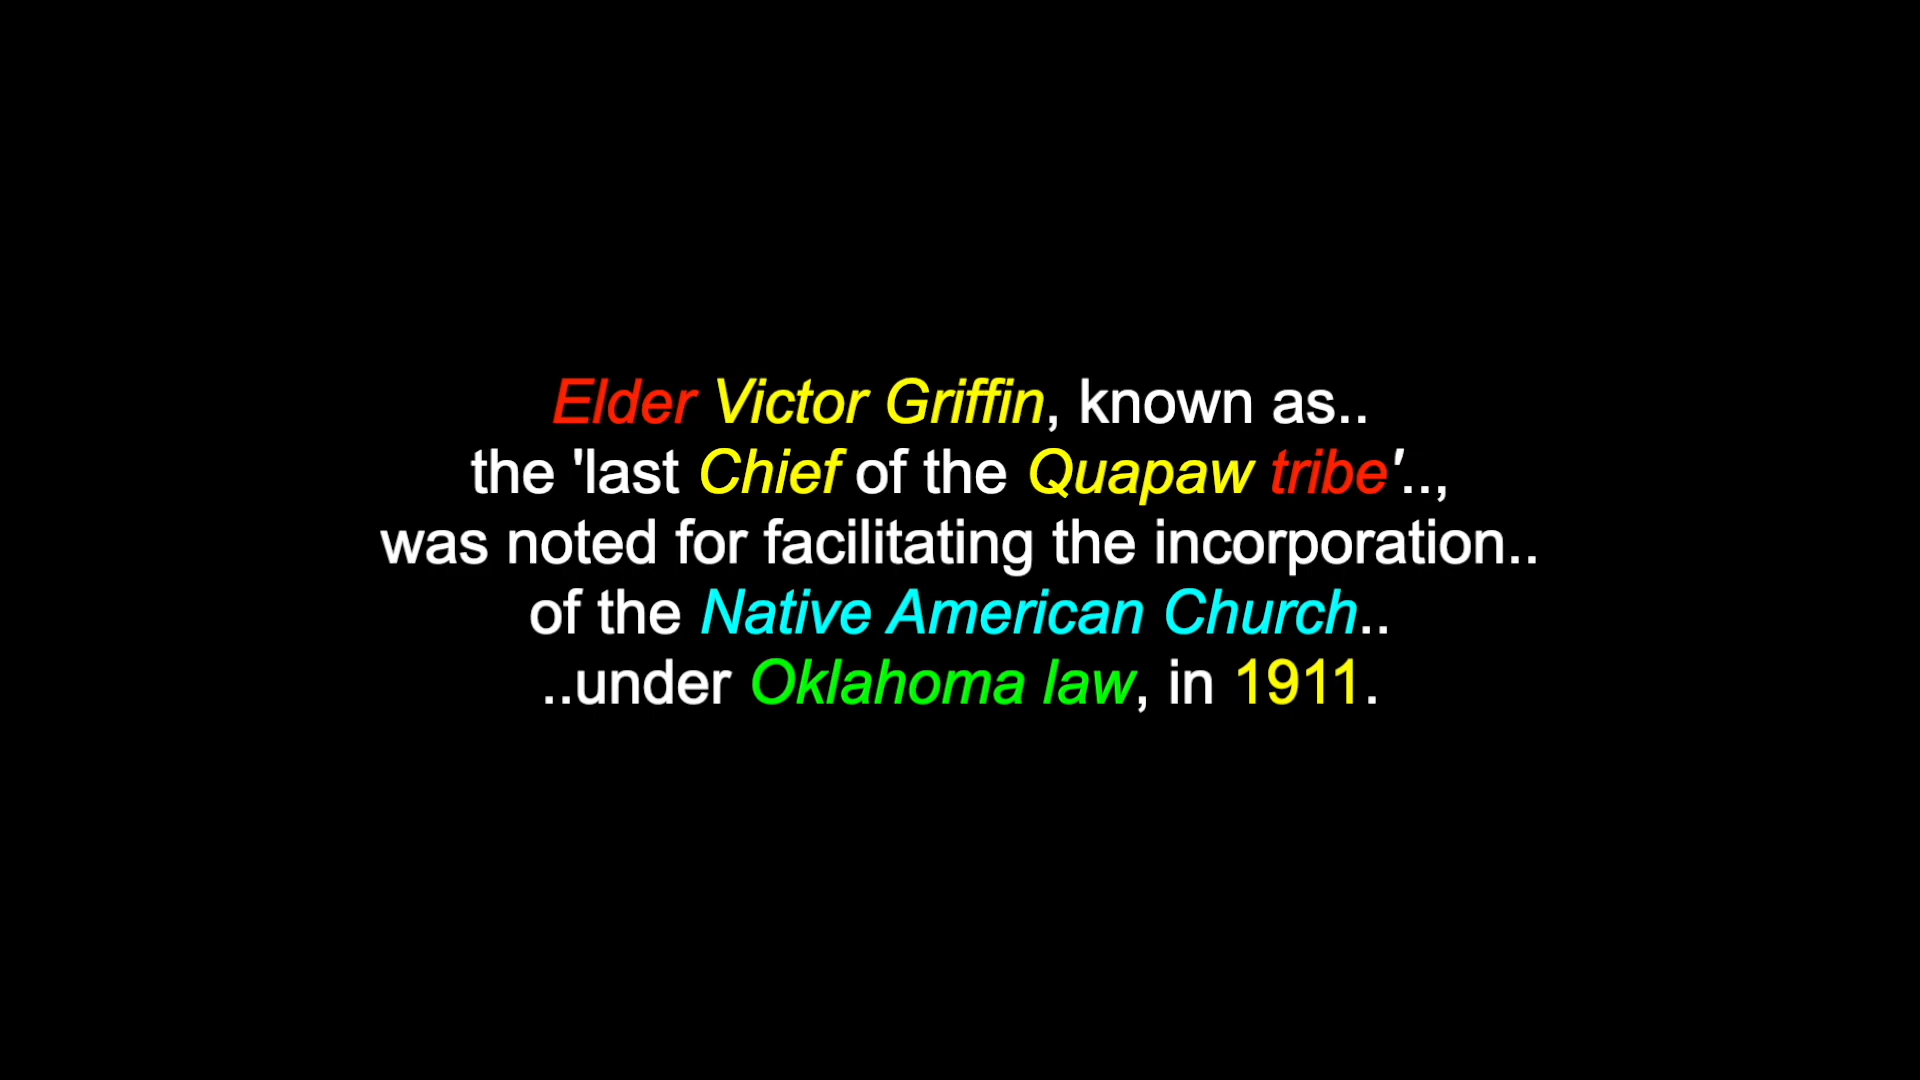 Elder Victor Griffin, known as..
the 'last Chief of the Quapaw tribe'..,
was noted for facilitating the incorporation..
of the Native American Church..
..under Oklahoma law, in 1911.